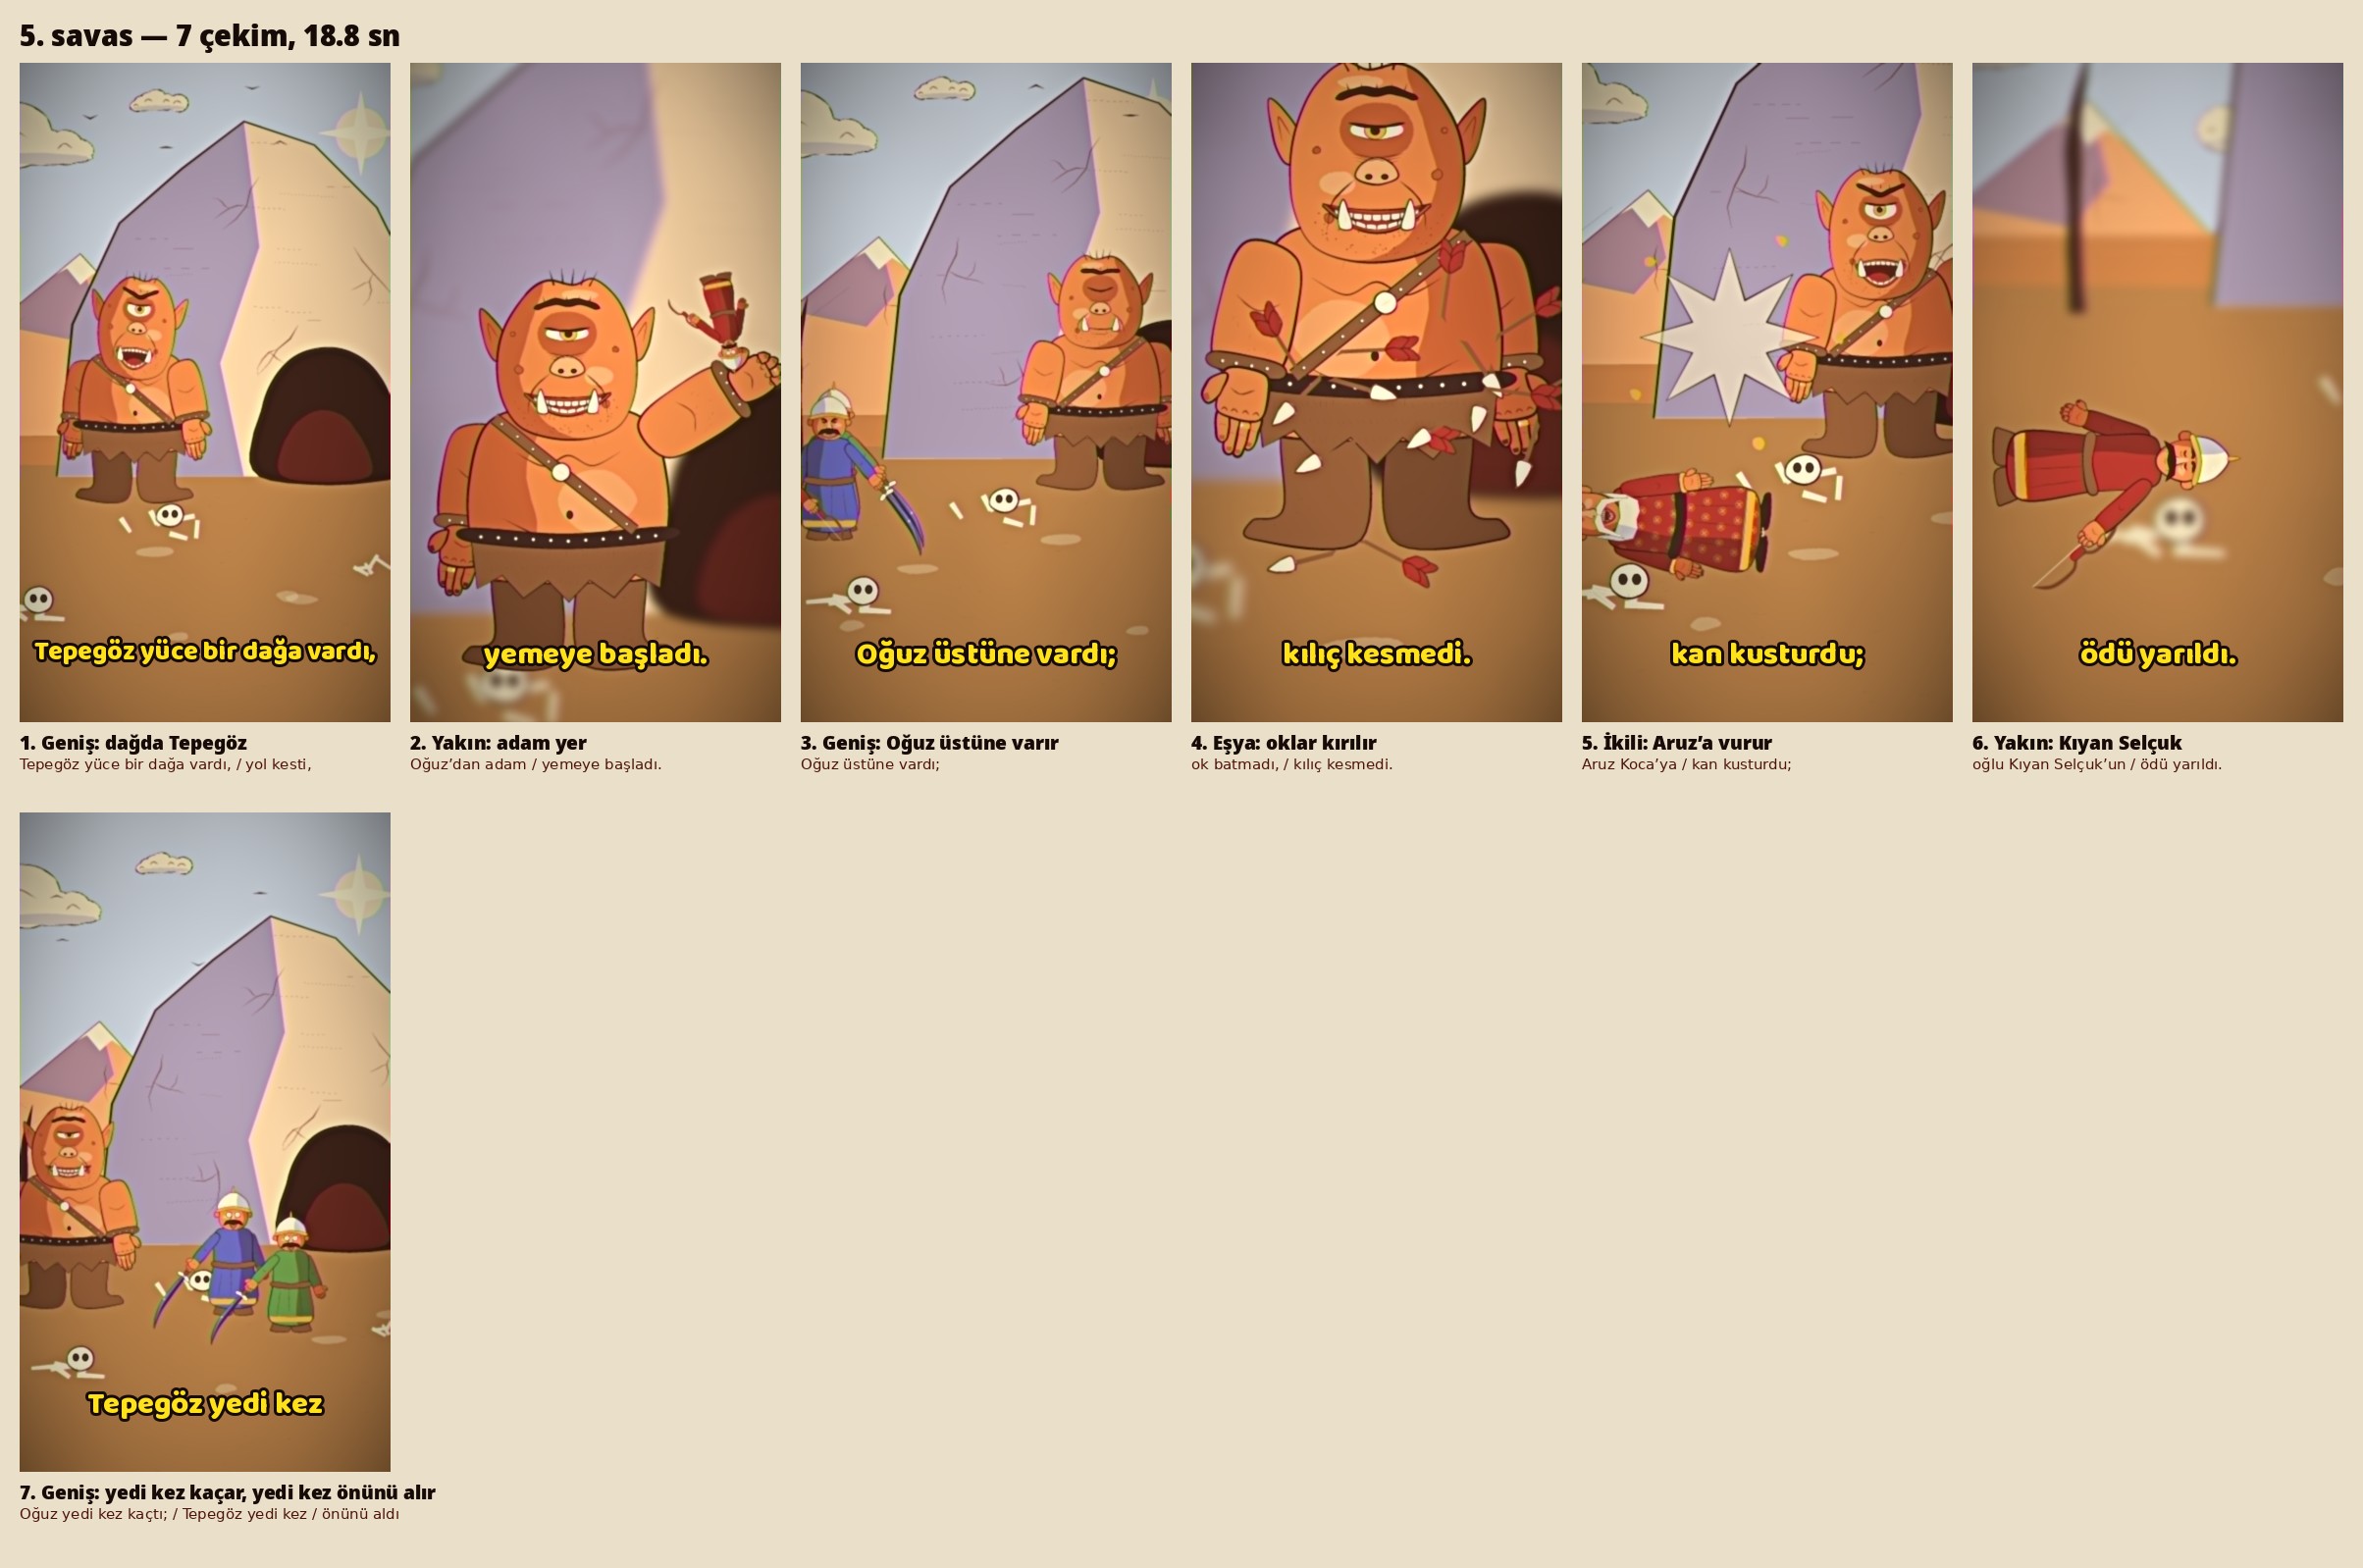 5. savas — 7 çekim, 18.8 sn
Tepegöz yüce bir dağa vardı,
yemeye başladı.
Oğuz üstüne vardı;
kılıç kesmedi.
kan kusturdu;
ödü yarıldı.
1. Geniş: dağda Tepegöz
Tepegöz yüce bir dağa vardı, / yol kesti,
2. Yakın: adam yer
Oğuz’dan adam / yemeye başladı.
3. Geniş: Oğuz üstüne varır
Oğuz üstüne vardı;
4. Eşya: oklar kırılır
ok batmadı, / kılıç kesmedi.
5. İkili: Aruz’a vurur
Aruz Koca’ya / kan kusturdu;
6. Yakın: Kıyan Selçuk
oğlu Kıyan Selçuk’un / ödü yarıldı.
Tepegöz yedi kez
7. Geniş: yedi kez kaçar, yedi kez önünü alır
Oğuz yedi kez kaçtı; / Tepegöz yedi kez / önünü aldı